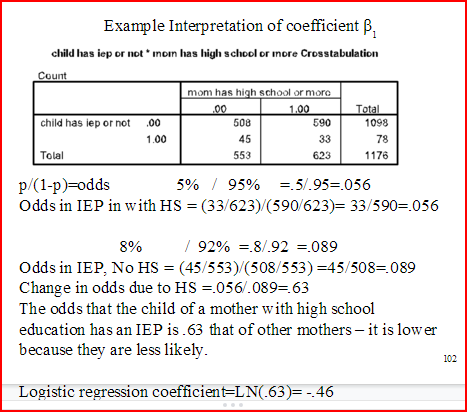 Example Interpretation of coefficient β1
child has iep or not * mom has high school or more Crosstabulation
Count
mom has high school or more
.00 1.00 Total
child has iep or not .00 508 590 1098
1.00 45 33 78
Total 553 623 1176
p/(1-p)=odds 5% / 95% =.5/.95=.056
Odds in IEP in with HS = (33/623)/(590/623)= 33/590=.056
8% / 92% =.8/.92 =.089
Odds in IEP, No HS = (45/553)/(508/553) =45/508=.089
Change in odds due to HS =.056/.089=.63
The odds that the child of a mother with high school
education has an IEP is .63 that of other mothers – it is lower
because they are less likely.
102
Logistic regression coefficient=LN(.63)= -.46